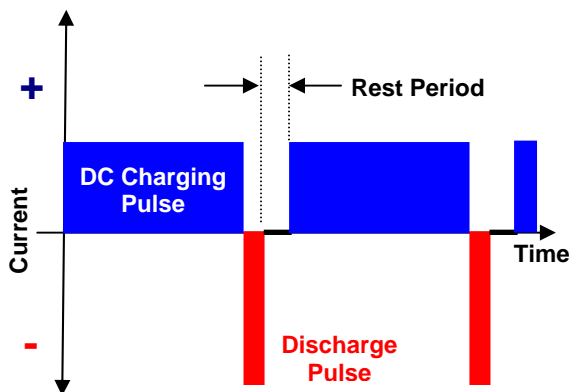 +
Rest Period
DC Charging
Pulse
Current
Time
-
Discharge
Pulse